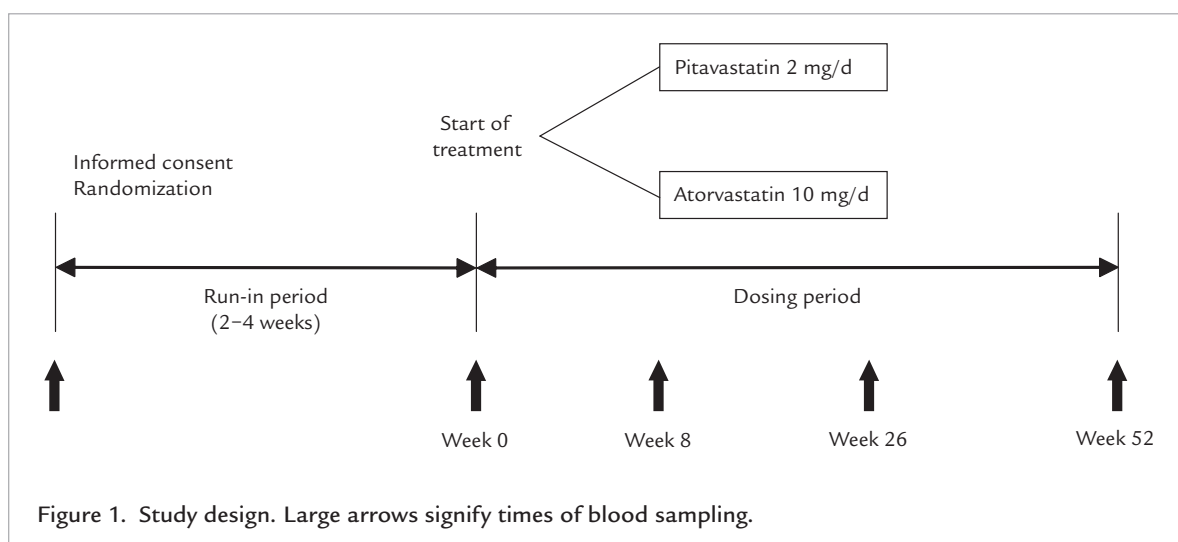 Pitavastatin 2 mg/d
Start of
treatment
Informed consent
Randomization
Atorvastatin 10 mg/d
Run-in period
(2–4 weeks)
Dosing period
Week 0
Week 8
Week 26
Week 52
Figure 1. Study design. Large arrows signify times of blood sampling.